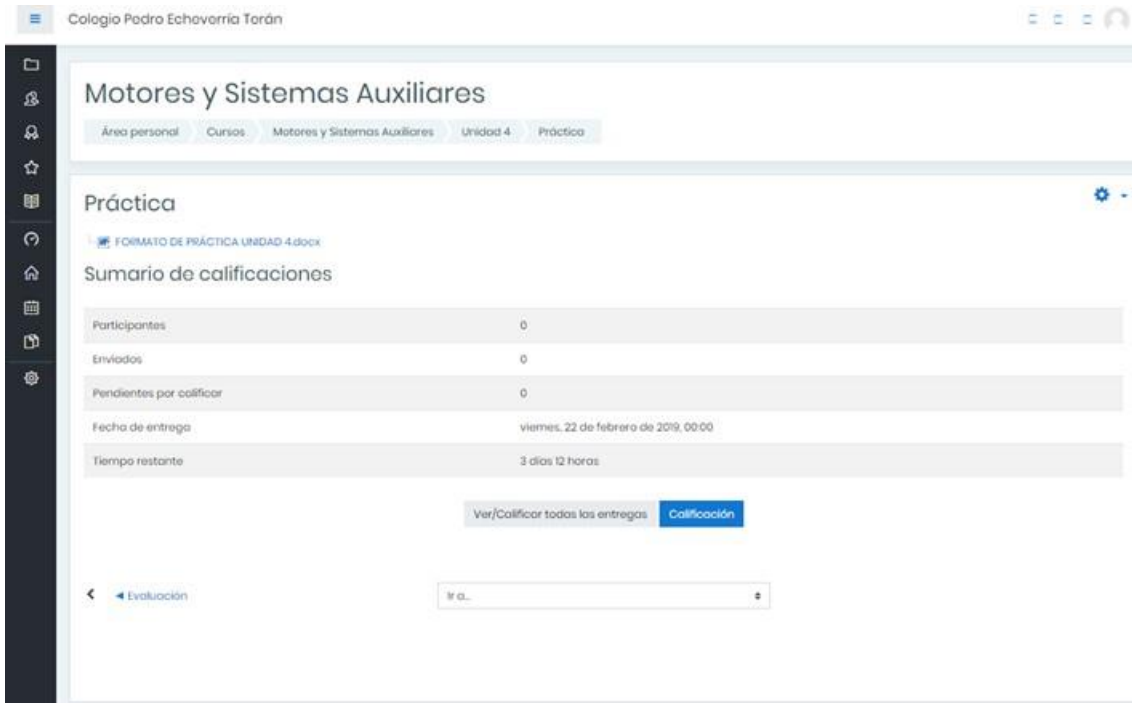 Colegio Pedro Echeverría Terán
Motores y Sistemas Auxiliares
Área personal Cursos Motores y Sistemas Auxiliares Unidad 4 Práctica
Práctica
FORMATO DE PRÁCTICA UNIDAD 4.docx
Sumario de calificaciones
Participantes 0
Enviados 0
Pendientes por calificar 0
Fecha de entrega viernes, 22 de febrero de 2019, 00:00
Tiempo restante 3 días 12 horas
Ver/Calificar todas las entregas Calificación
◄ Evaluación Ir a...